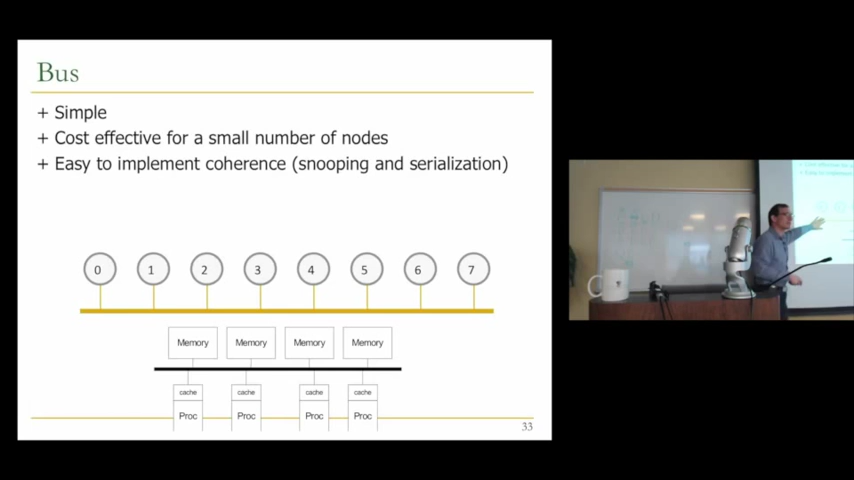 Bus
+ Simple
+ Cost effective for a small number of nodes
+ Easy to implement coherence (snooping and serialization)
0 1 2 3 4 5 6 7
Memory Memory Memory Memory
cache cache cache cache
Proc Proc Proc Proc
33